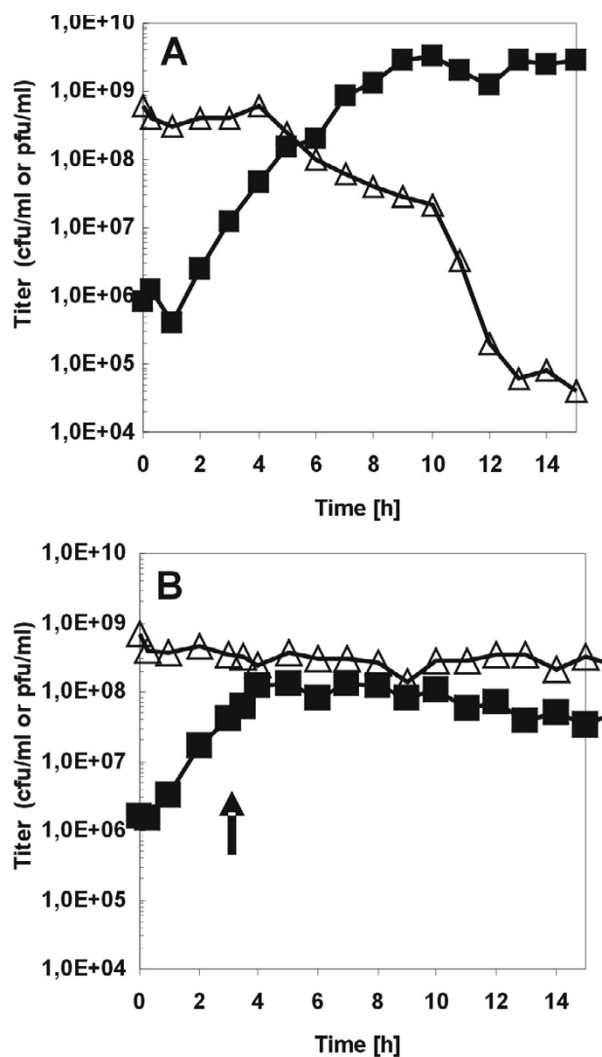 A
Titer (cfu/ml or pfu/ml)
1,0E+10
1,0E+09
1,0E+08
1,0E+07
1,0E+06
1,0E+05
1,0E+04
0 2 4 6 8 10 12 14
Time [h]
B
Titer (cfu/ml or pfu/ml)
1,0E+10
1,0E+09
1,0E+08
1,0E+07
1,0E+06
1,0E+05
1,0E+04
0 2 4 6 8 10 12 14
Time [h]